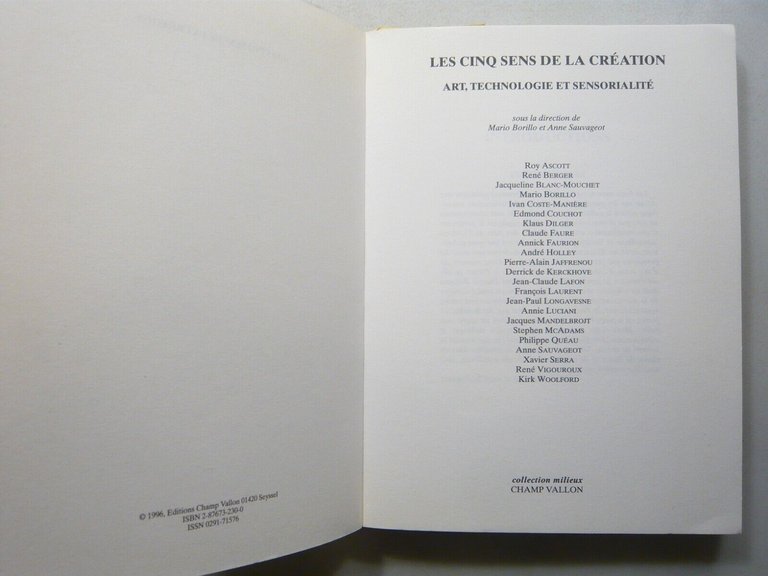 © 1996, Editions Champ Vallon 01420 Seyssel
ISBN 2-87673-230-0
ISSN 0291-71576
LES CINQ SENS DE LA CRÉATION
ART, TECHNOLOGIE ET SENSORIALITÉ
sous la direction de
Mario Borillo et Anne Sauvageot
Roy ASCOTT
René BERGER
Jacqueline BLANC-MOUCHET
Mario BORILLO
Ivan COSTE-MANIÈRE
Edmond COUCHOT
Klaus DILGER
Claude FAURE
Annick FAURION
André HOLLEY
Pierre-Alain JAFFRENOU
Derrick de KERCKHOVE
Jean-Claude LAFON
François LAURENT
Jean-Paul LONGAVESNE
Annie LUCIANI
Jacques MANDELBROJT
Stephen MCADAMS
Philippe QUÉAU
Anne SAUVAGEOT
Xavier SERRA
René VIGOUROUX
Kirk WOOLFORD
collection milieux
CHAMP VALLON